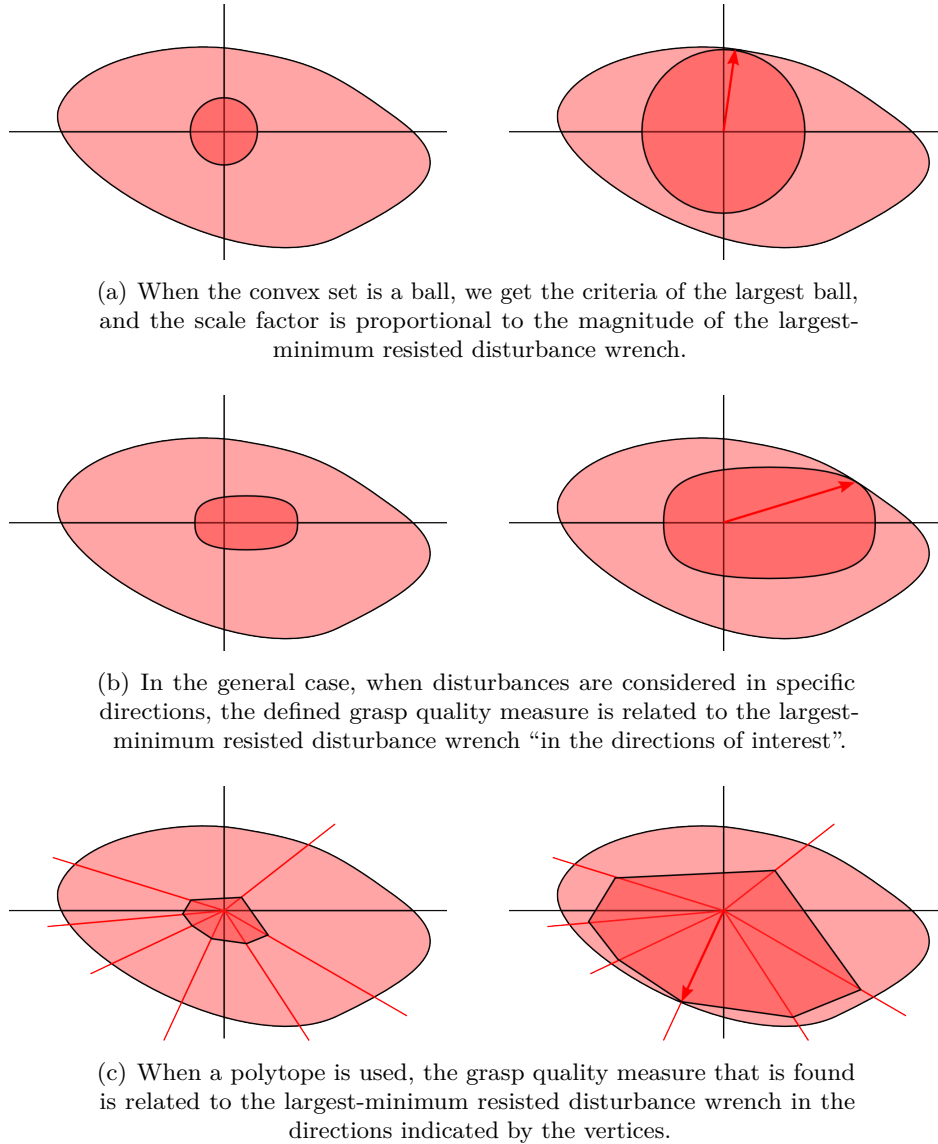 (a) When the convex set is a ball, we get the criteria of the largest ball,
and the scale factor is proportional to the magnitude of the largest-
minimum resisted disturbance wrench.
(b) In the general case, when disturbances are considered in specific
directions, the defined grasp quality measure is related to the largest-
minimum resisted disturbance wrench “in the directions of interest”.
(c) When a polytope is used, the grasp quality measure that is found
is related to the largest-minimum resisted disturbance wrench in the
directions indicated by the vertices.